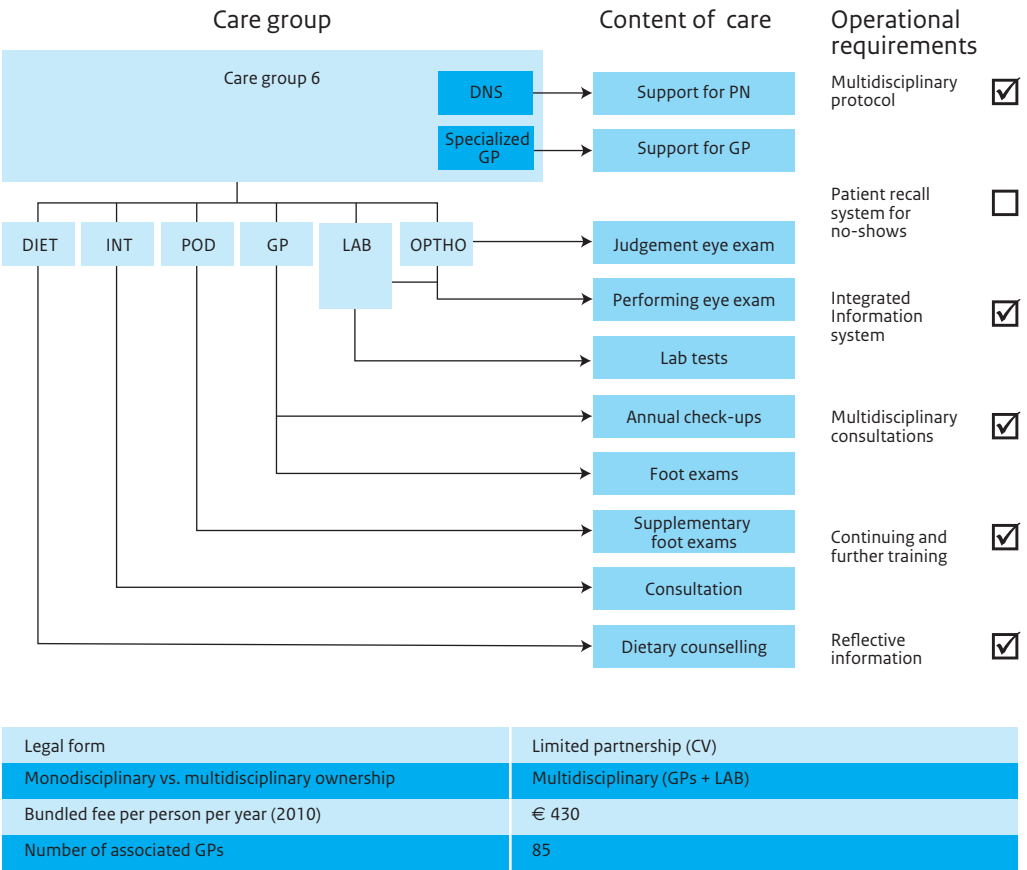 Care group
Content of care
Operational
requirements
Care group 6
DNS
Specialized
GP
DIET
INT
POD
GP
LAB
OPTHO
Support for PN
Support for GP
Judgement eye exam
Performing eye exam
Lab tests
Annual check-ups
Foot exams
Supplementary
foot exams
Consultation
Dietary counselling
Multidisciplinary
protocol
Patient recall
system for
no-shows
Integrated
Information
system
Multidisciplinary
consultations
Continuing and
further training
Reflective
information
Legal form
Limited partnership (CV)
Monodisciplinary vs. multidisciplinary ownership
Multidisciplinary (GPs + LAB)
Bundled fee per person per year (2010)
€ 430
Number of associated GPs
85